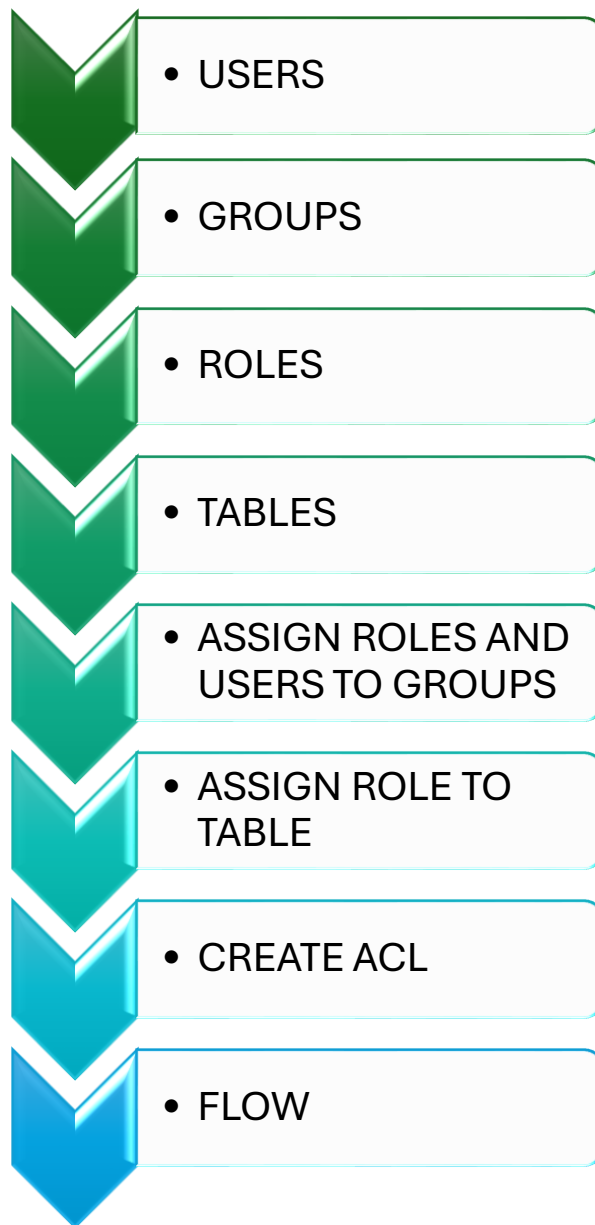 • USERS
• GROUPS
• ROLES
• TABLES
• ASSIGN ROLES AND
USERS TO GROUPS
• ASSIGN ROLE TO
TABLE
• CREATE ACL
• FLOW